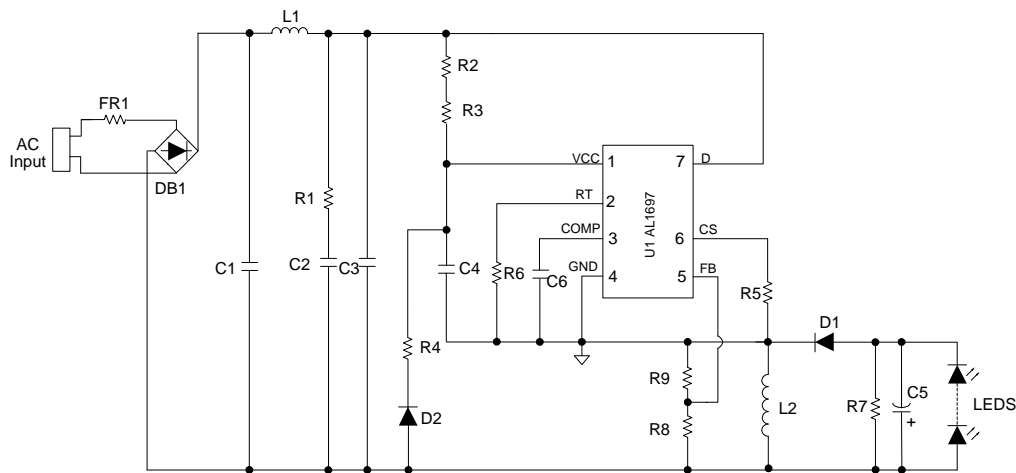 L1
R2
FR1
R3
AC
Input
VCC
1
7
D
DB1
RT
2
R1
U1 AL1697
COMP
3
6
CS
C1
C2
C3
C4
R6
C6
GND
4
5
FB
R5
D1
R4
R9
C5
L2
R7
LEDS
D2
R8
+